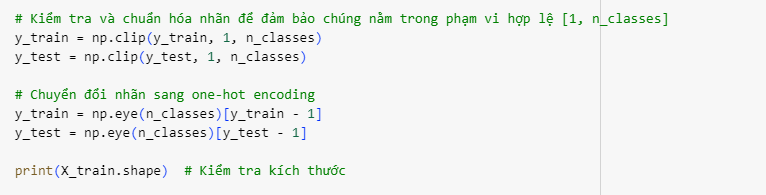 # Kiểm tra và chuẩn hóa nhãn để đảm bảo chúng nằm trong phạm vi hợp lệ [1, n_classes]
y_train = np.clip(y_train, 1, n_classes)
y_test = np.clip(y_test, 1, n_classes)

# Chuyển đổi nhãn sang one-hot encoding
y_train = np.eye(n_classes)[y_train - 1]
y_test = np.eye(n_classes)[y_test - 1]

print(X_train.shape)  # Kiểm tra kích thước